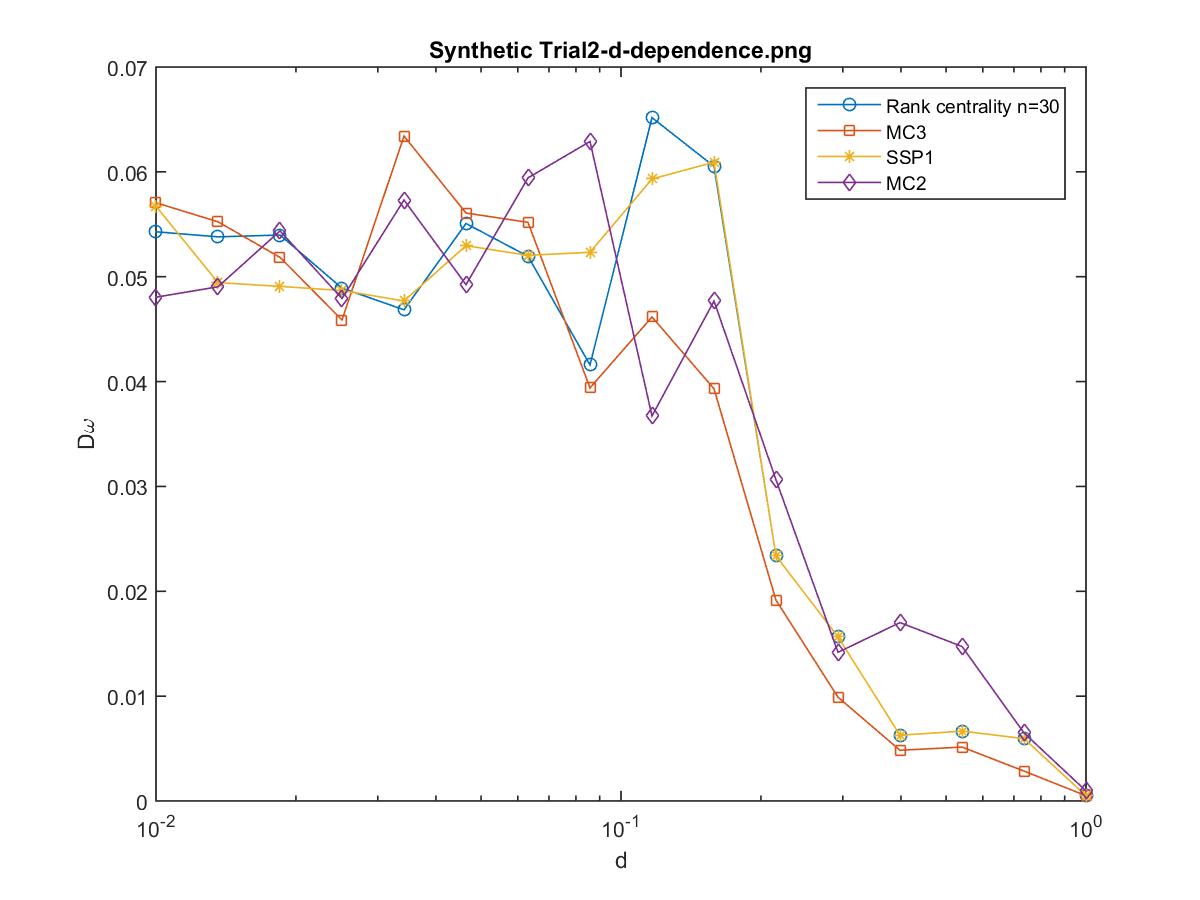 Synthetic Trial2-d-dependence.png
0.07
0.06
0.05
0.04
0.03
0.02
0.01
0
Dω
Rank centrality n=30
MC3
SSP1
MC2
10-2
10-1
100
d